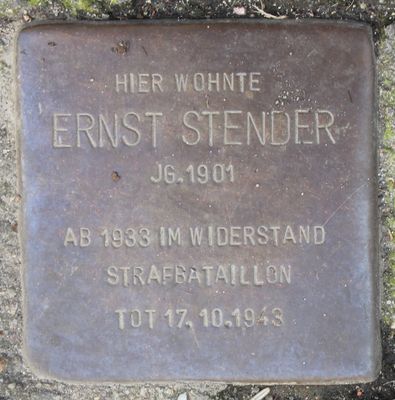 HIER WOHNTE
ERNST STENDER
JG. 1901
AB 1933 IM WIDERSTAND
STRAFBATAILLON
TOT 17. 10. 1943